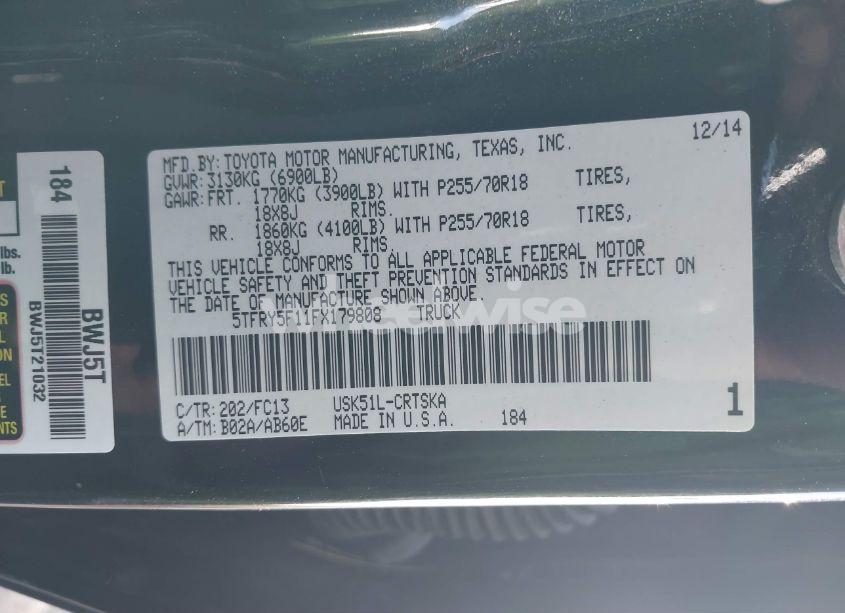 12/14
MFD.BY:TOYOTA MOTOR MANUFACTURING, TEXAS, INC.
GVWR:3130KG (6900LB)
GAWR:FRT. 1770KG (3900LB) WITH P255/70R18 TIRES,
18X8J RIMS.
RR. 1860KG (4100LB) WITH P255/70R18 TIRES,
18X8J RIMS.
THIS VEHICLE CONFORMS TO ALL APPLICABLE FEDERAL MOTOR
VEHICLE SAFETY AND THEFT PREVENTION STANDARDS IN EFFECT ON
THE DATE OF MANUFACTURE SHOWN ABOVE.
5TFRY5F11FX179808 TRUCK
C/TR:202/FC13 USK51L-CRTSKA
A/TM:B02A/AB60E MADE IN U.S.A. 184
1
184
BWJ5T
BWJ5T21032
lbs.
lb.
wheelwise